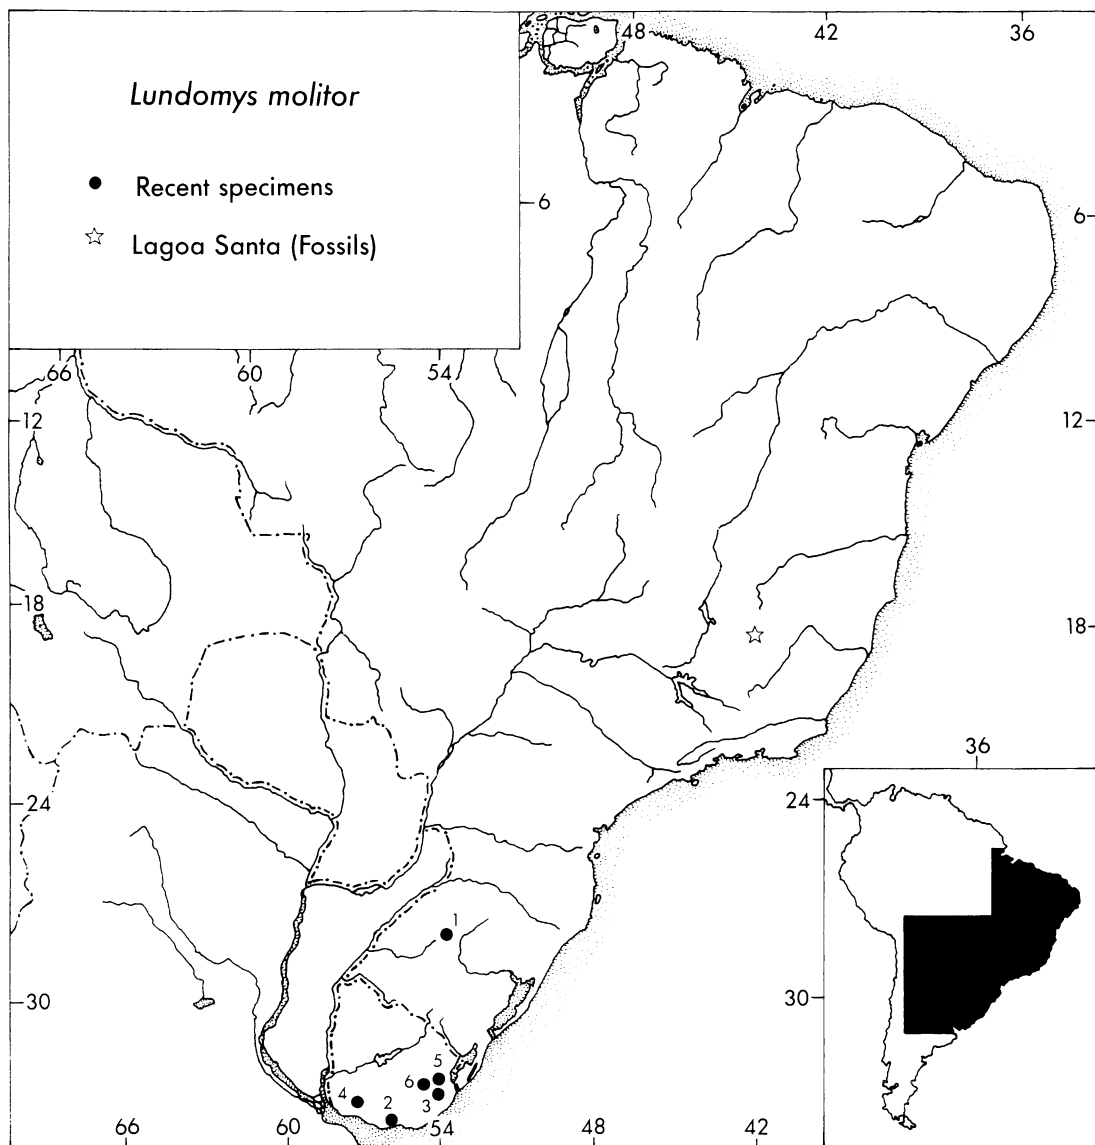 48 42 36
Lundomys molitor
Recent specimens
Lagoa Santa (Fossils)
6 6
66 60 54
12 12
18 18
36
24 24
1
30 30
5
6
4 2 3
66 60 54 48 42